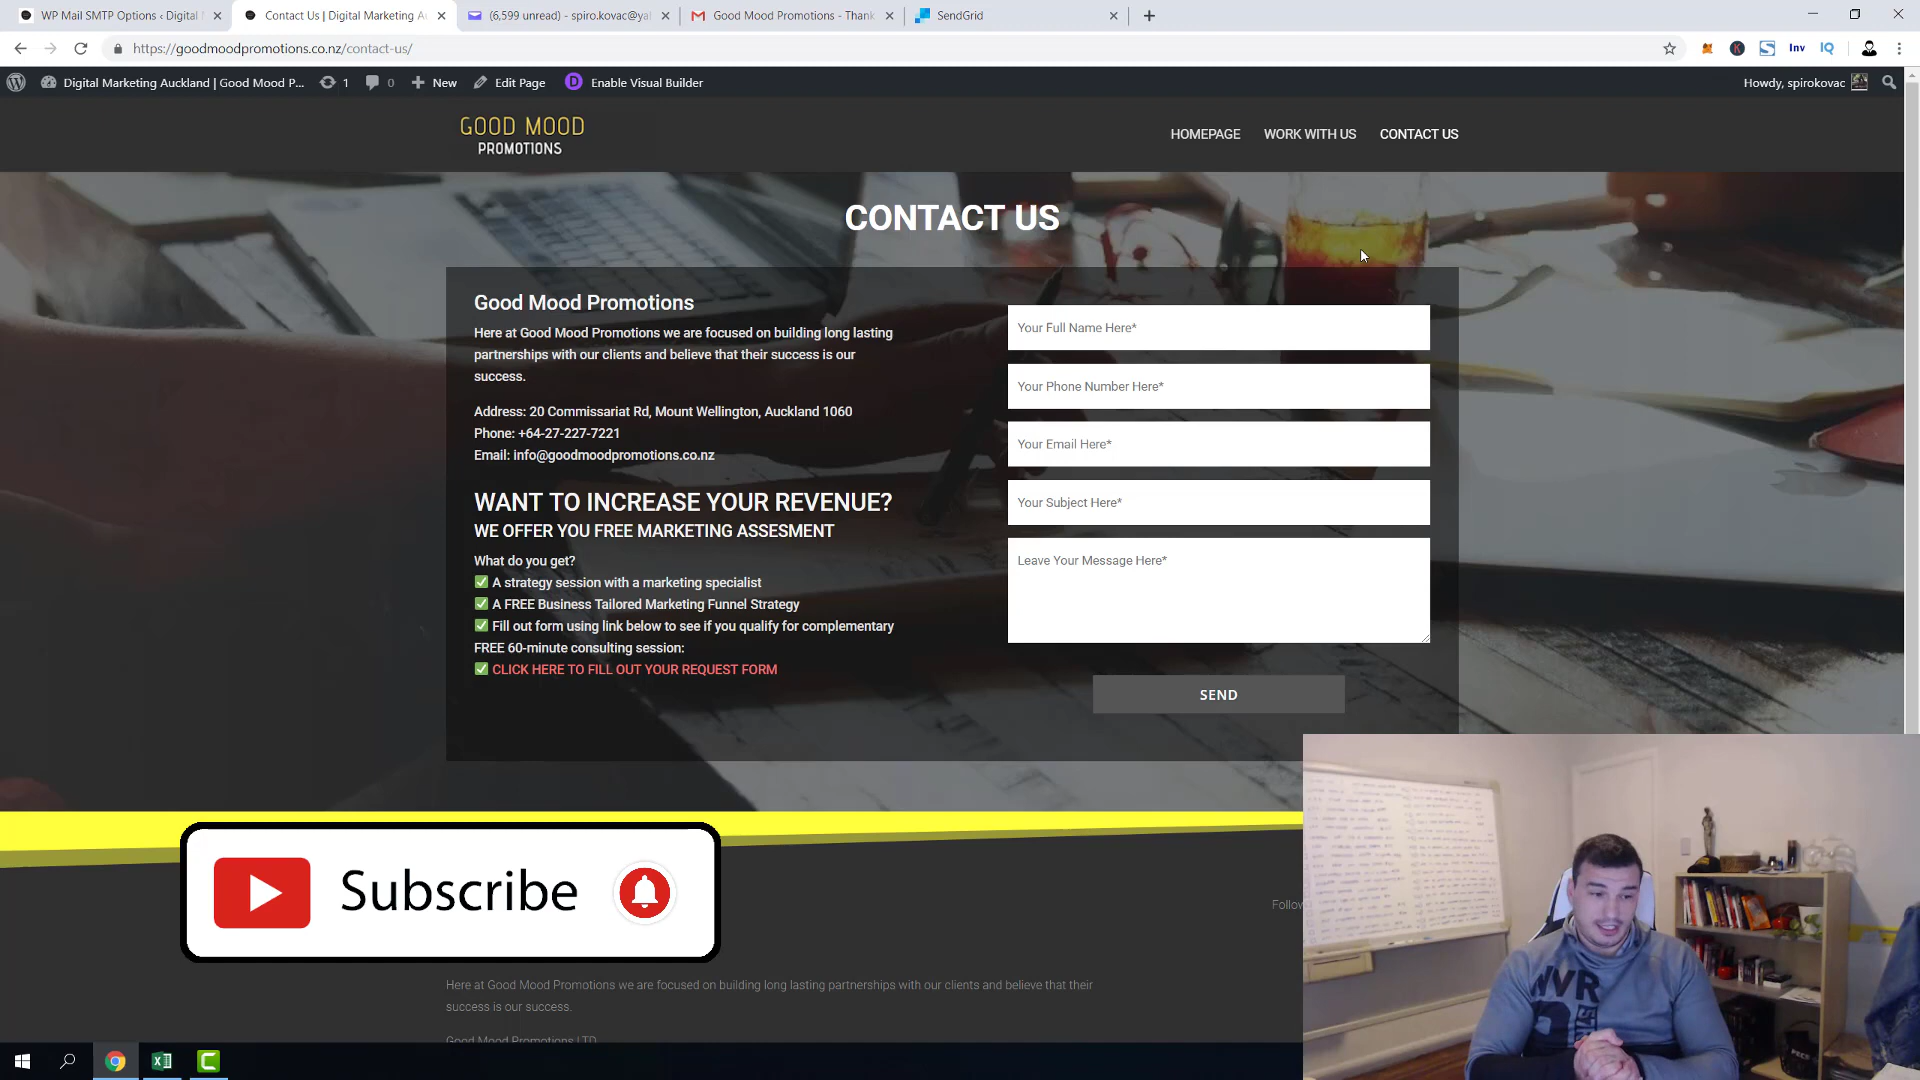 WP Mail SMTP Options ‹ Digital
Contact Us | Digital Marketing Au
(6,599 unread) - spiro.kovac@ya
Good Mood Promotions - Thank
SendGrid
https://goodmoodpromotions.co.nz/contact-us/
Inv
IQ
Digital Marketing Auckland | Good Mood P...
1
0
New
Edit Page
D
Enable Visual Builder
Howdy, spirokovac
GOOD MOOD
PROMOTIONS
HOMEPAGE
WORK WITH US
CONTACT US
CONTACT US
Good Mood Promotions
Here at Good Mood Promotions we are focused on building long lasting
partnerships with our clients and believe that their success is our
success.
Address: 20 Commissariat Rd, Mount Wellington, Auckland 1060
Phone: +64-27-227-7221
Email: info@goodmoodpromotions.co.nz
WANT TO INCREASE YOUR REVENUE?
WE OFFER YOU FREE MARKETING ASSESMENT
What do you get?
✅ A strategy session with a marketing specialist
✅ A FREE Business Tailored Marketing Funnel Strategy
✅ Fill out form using link below to see if you qualify for complementary
FREE 60-minute consulting session:
✅ CLICK HERE TO FILL OUT YOUR REQUEST FORM
Your Full Name Here*
Your Phone Number Here*
Your Email Here*
Your Subject Here*
Leave Your Message Here*
SEND
Subscribe
Follow
Here at Good Mood Promotions we are focused on building long lasting partnerships with our clients and believe that their
success is our success.
Good Mood Promotions LTD